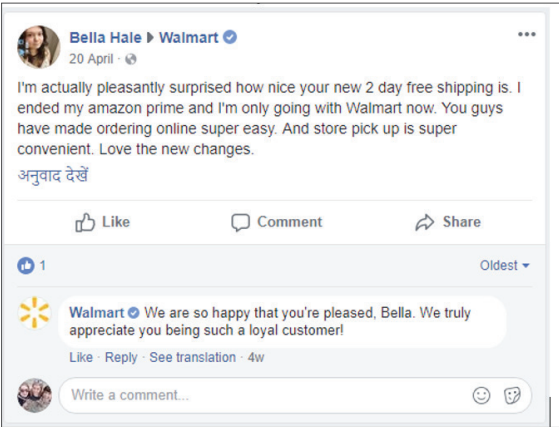 Bella Hale ▶ Walmart
20 April ·
I'm actually pleasantly surprised how nice your new 2 day free shipping is. I
ended my amazon prime and I'm only going with Walmart now. You guys
have made ordering online super easy. And store pick up is super
convenient. Love the new changes.
अनुवाद देखें
Like Comment Share
1 Oldest
Walmart We are so happy that you're pleased, Bella. We truly
appreciate you being such a loyal customer!
Like · Reply · See translation · 4w
Write a comment...